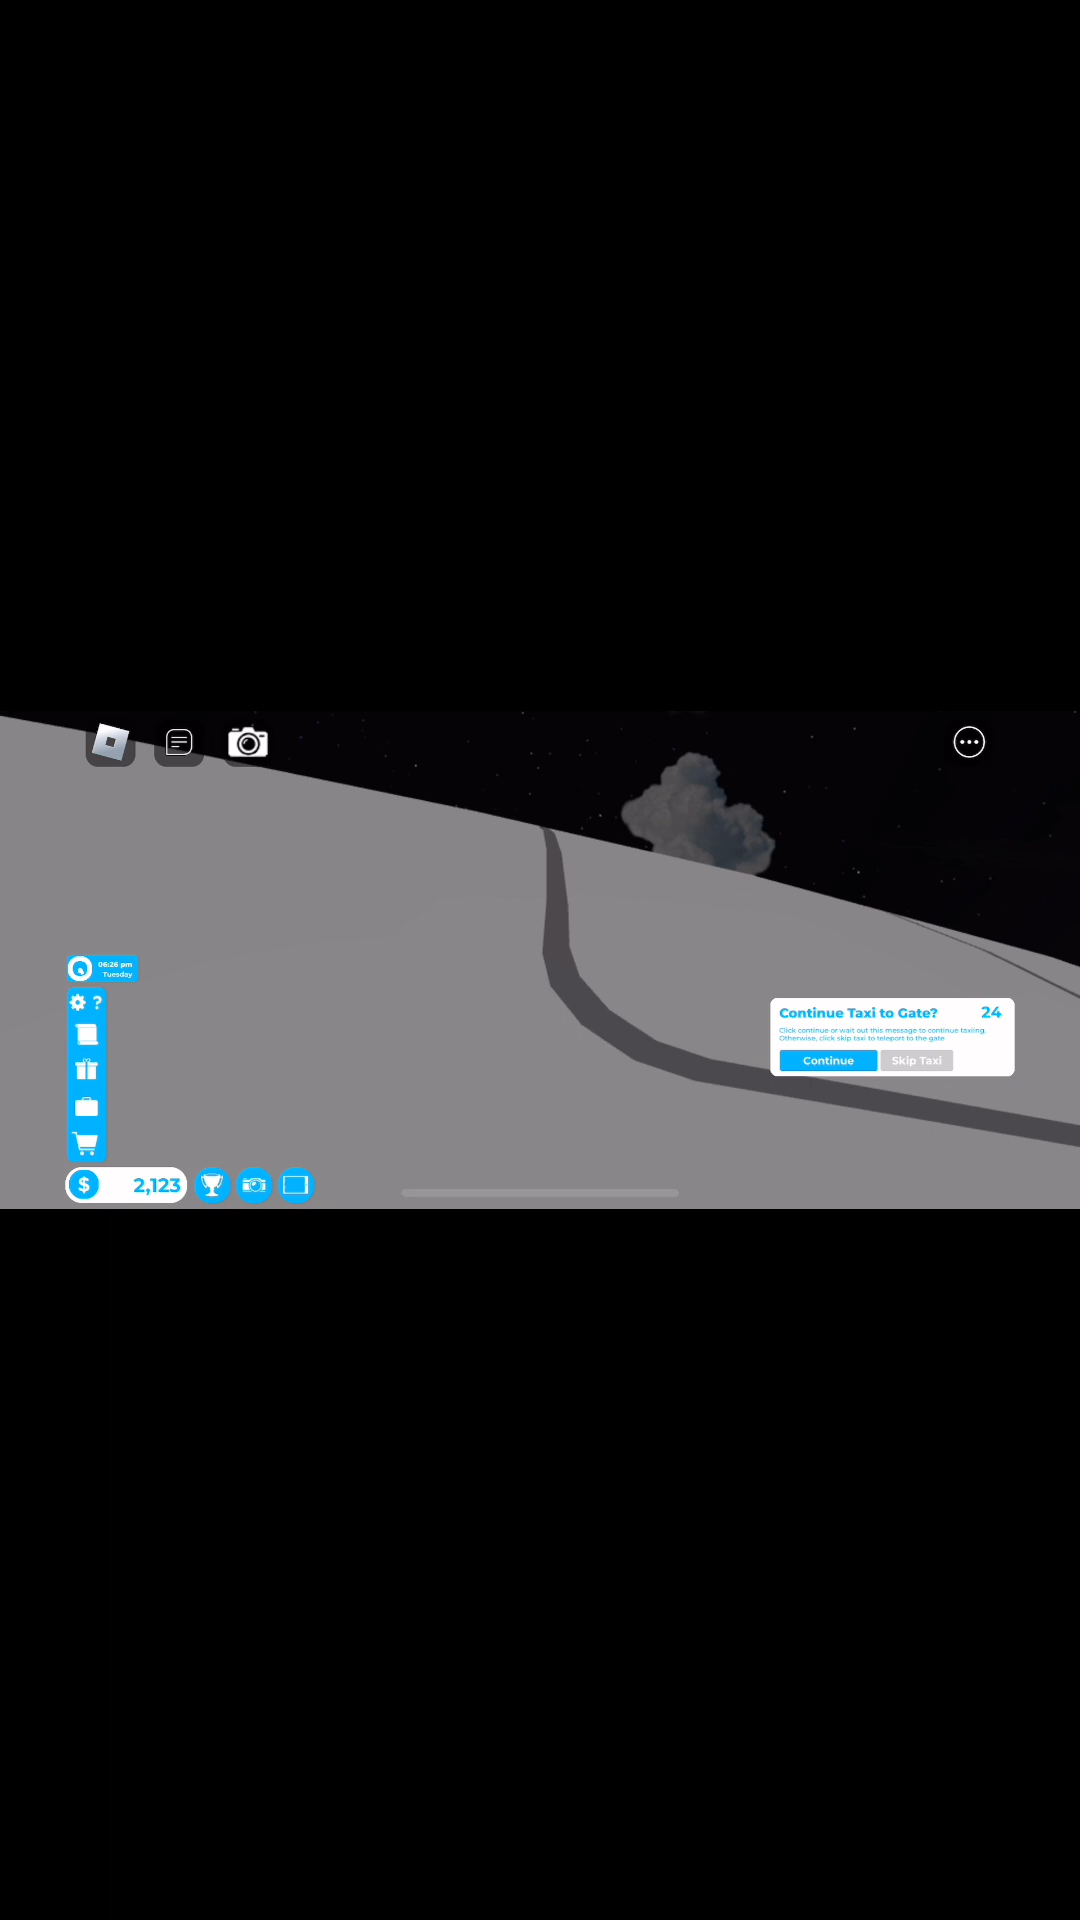 06:26 pm
Tuesday
?
Continue Taxi to Gate? 24
Click continue or wait out this message to continue taxiing.
Otherwise, click skip taxi to teleport to the gate
Continue Skip Taxi
$ 2,123